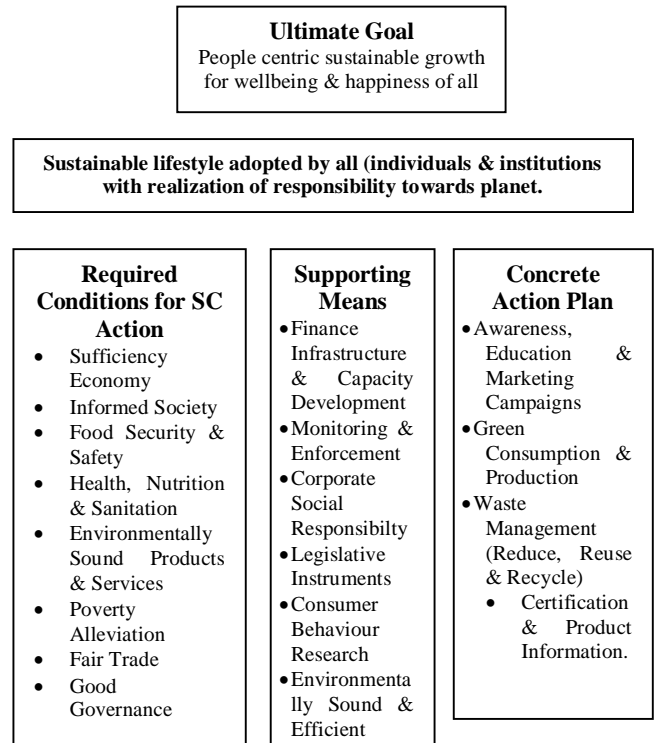 Ultimate Goal
People centric sustainable growth
for wellbeing & happiness of all
Sustainable lifestyle adopted by all (individuals & institutions
with realization of responsibility towards planet.
Required
Conditions for SC
Action
• Sufficiency
Economy
• Informed Society
• Food Security &
Safety
• Health, Nutrition
& Sanitation
• Environmentally
Sound Products
& Services
• Poverty
Alleviation
• Fair Trade
• Good
Governance
Supporting
Means
• Finance
Infrastructure
& Capacity
Development
• Monitoring &
Enforcement
• Corporate
Social
Responsibilty
• Legislative
Instruments
• Consumer
Behaviour
Research
• Environmenta
lly Sound &
Efficient
Concrete
Action Plan
• Awareness,
Education &
Marketing
Campaigns
• Green
Consumption &
Production
• Waste
Management
(Reduce, Reuse
& Recycle)
• Certification
& Product
Information.